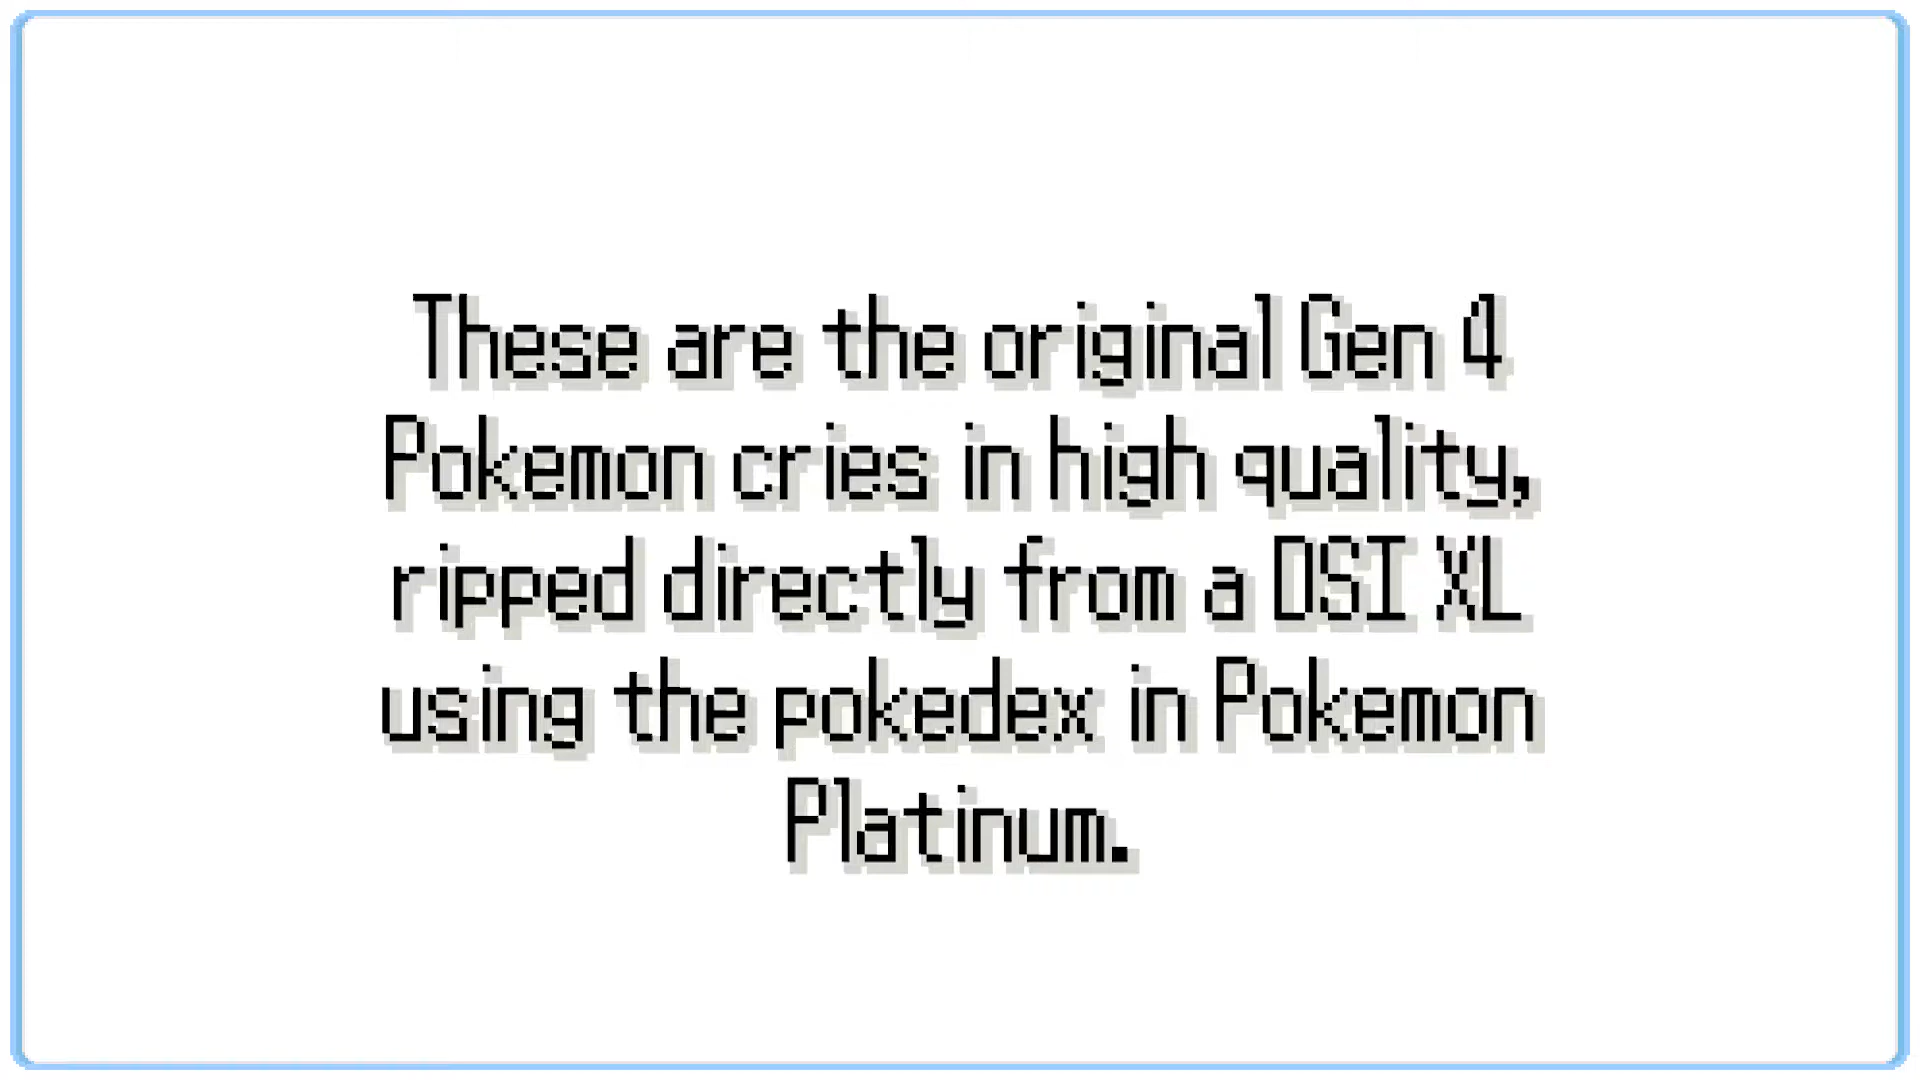 These are the original Gen 4
Pokemon cries in high quality,
ripped directly from a DSI XL
using the pokedex in Pokemon
Platinum.